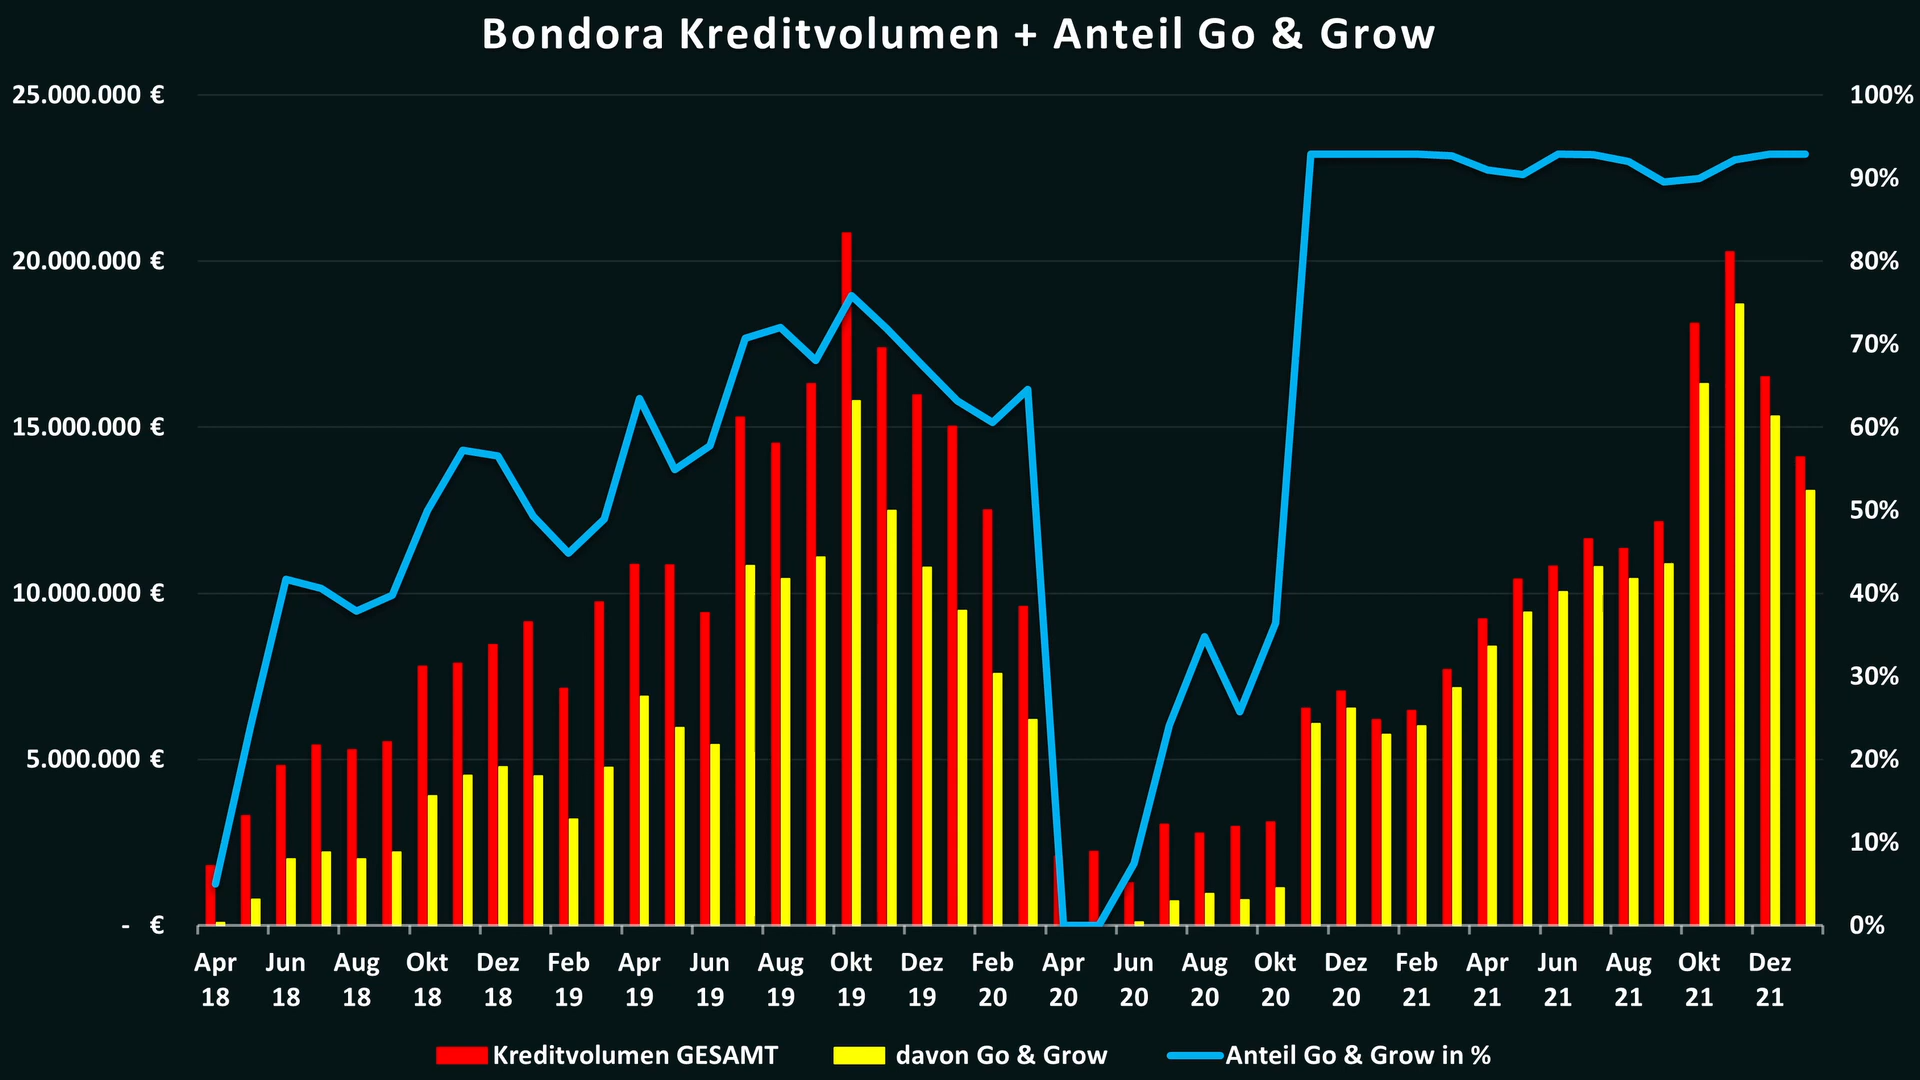 Bondora Kreditvolumen + Anteil Go & Grow
25.000.000 €
20.000.000 €
15.000.000 €
10.000.000 €
5.000.000 €
- €
100%
90%
80%
70%
60%
50%
40%
30%
20%
10%
0%
Apr 18
Jun 18
Aug 18
Okt 18
Dez 18
Feb 19
Apr 19
Jun 19
Aug 19
Okt 19
Dez 19
Feb 20
Apr 20
Jun 20
Aug 20
Okt 20
Dez 20
Feb 21
Apr 21
Jun 21
Aug 21
Okt 21
Dez 21
Kreditvolumen GESAMT
davon Go & Grow
Anteil Go & Grow in %